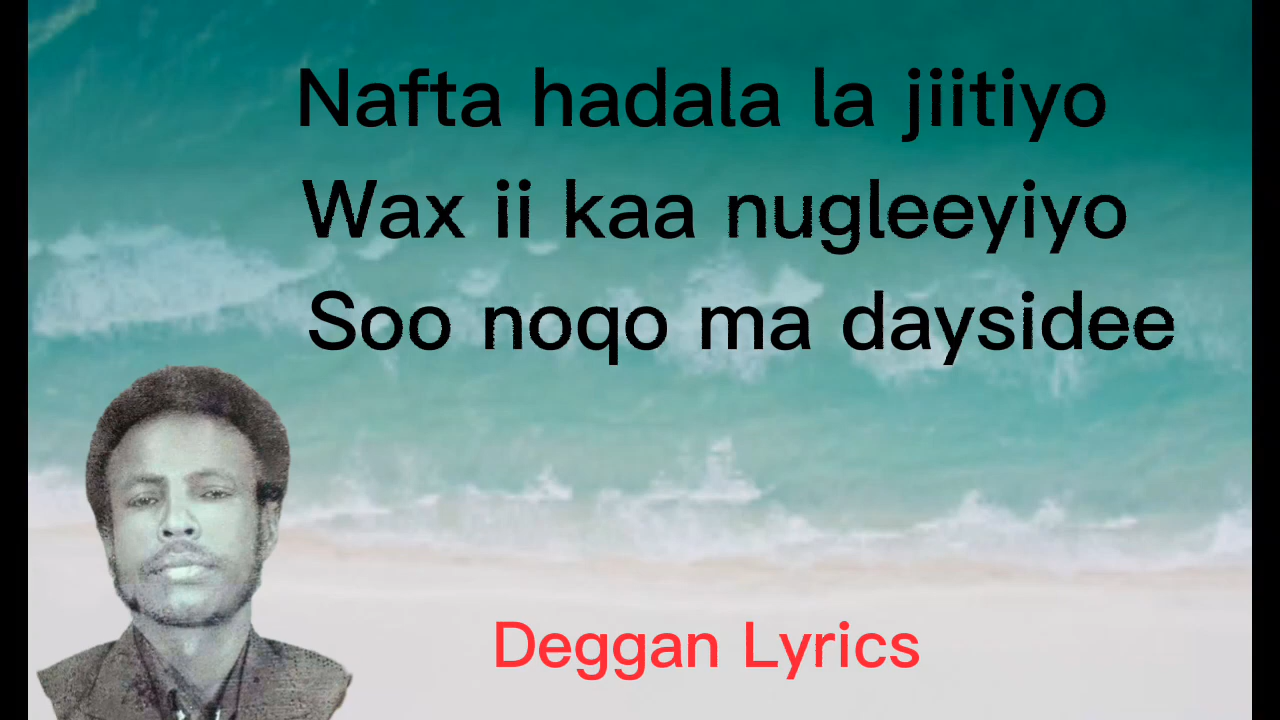 Nafta hadala la jiitiyo
Wax ii kaa nugleeyiyo
Soo noqo ma daysidee
Deggan Lyrics